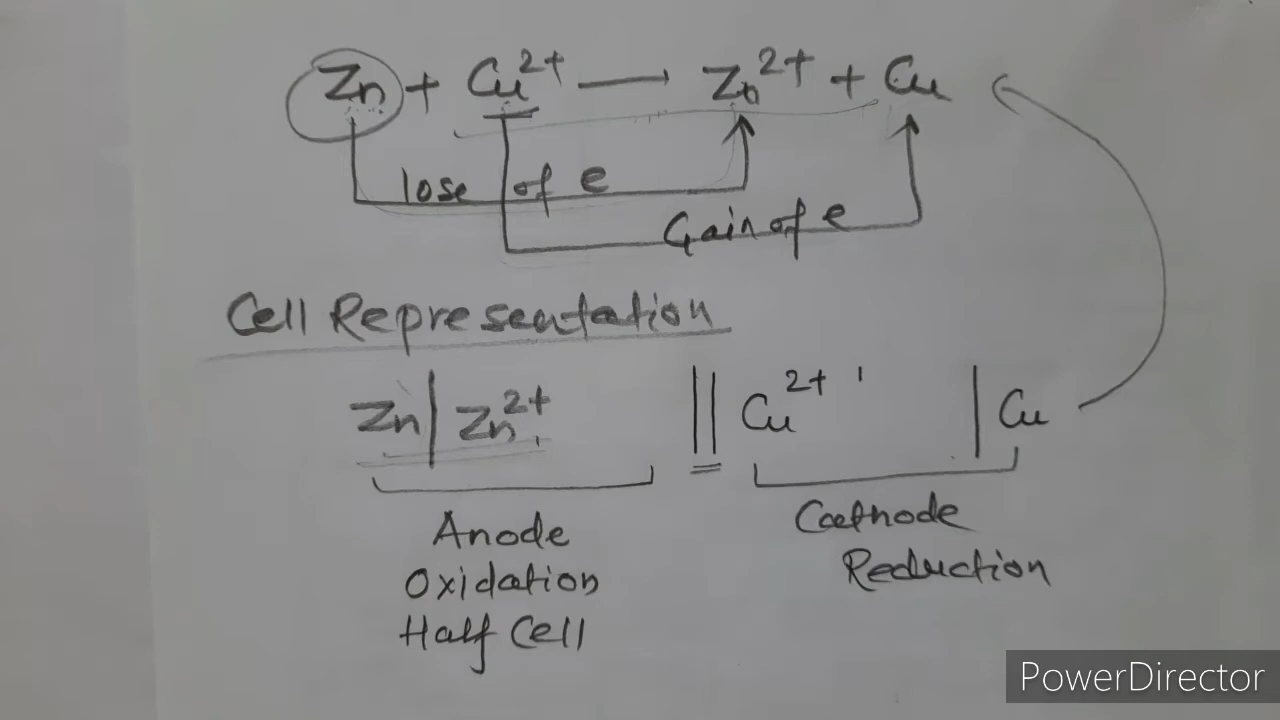 Zn + Cu²⁺ → Zn²⁺ + Cu
lose of e
Gain of e
Cell Representation
Zn | Zn²⁺ || Cu²⁺ | Cu
Anode
Cathode
Oxidation
Reduction
Half Cell
PowerDirector